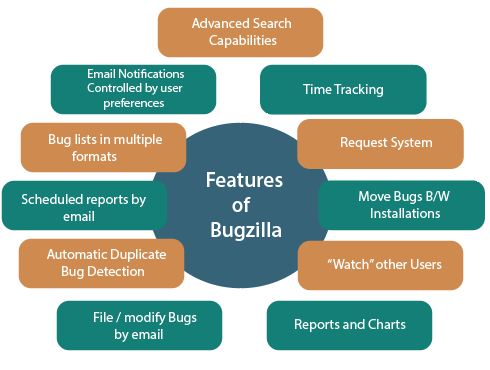 Advanced Search
Capabilities
Email Notifications
Controlled by user
preferences
Time Tracking
Bug lists in multiple
formats
Request System
Features
of
Bugzilla
Scheduled reports by
email
Move Bugs B/W
Installations
Automatic Duplicate
Bug Detection
“Watch” other Users
File / modify Bugs
by email
Reports and Charts